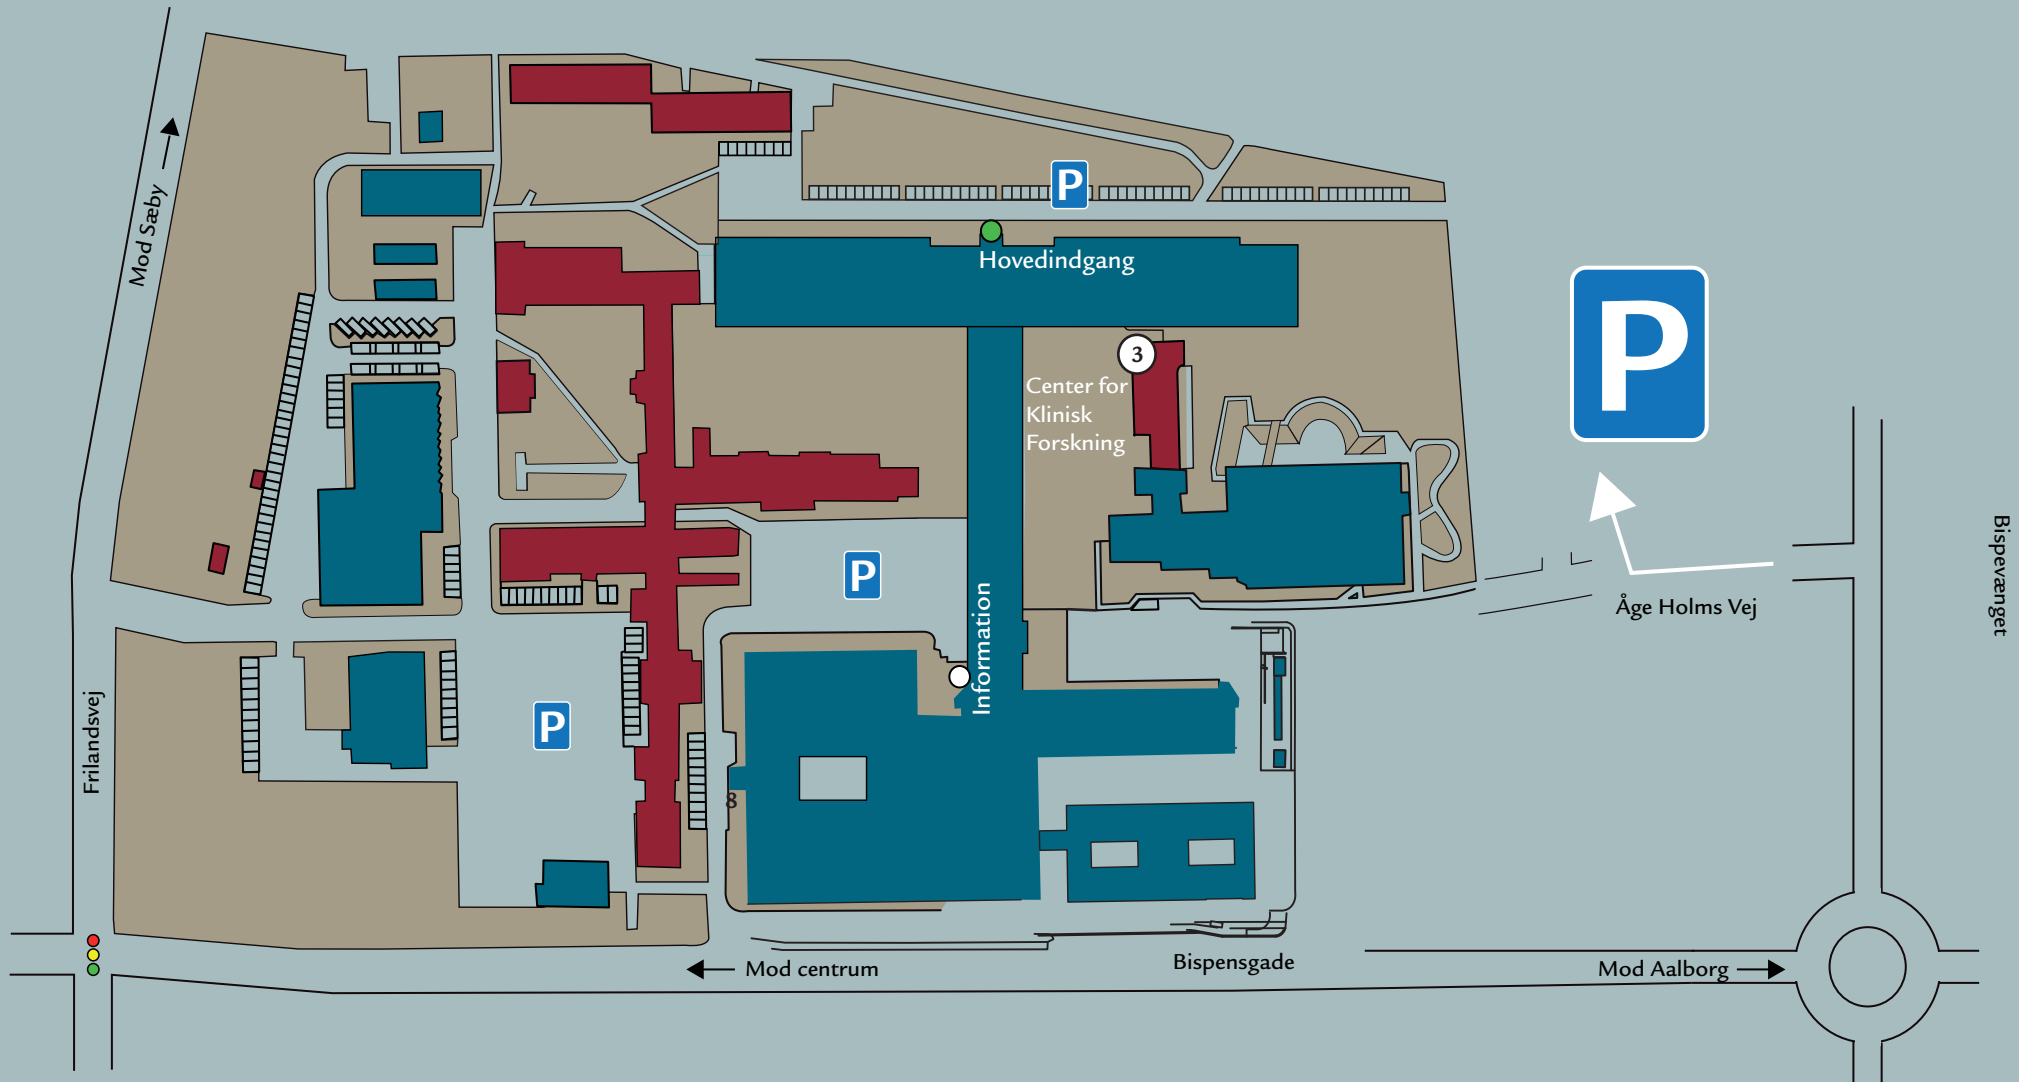 P
Hovedindgang
Mod Sæby
3
Center for
Klinisk
Forskning
P
P
Information
Åge Holms Vej
Bispevænget
P
Frilandsvej
8
Mod centrum
Bispensgade
Mod Aalborg